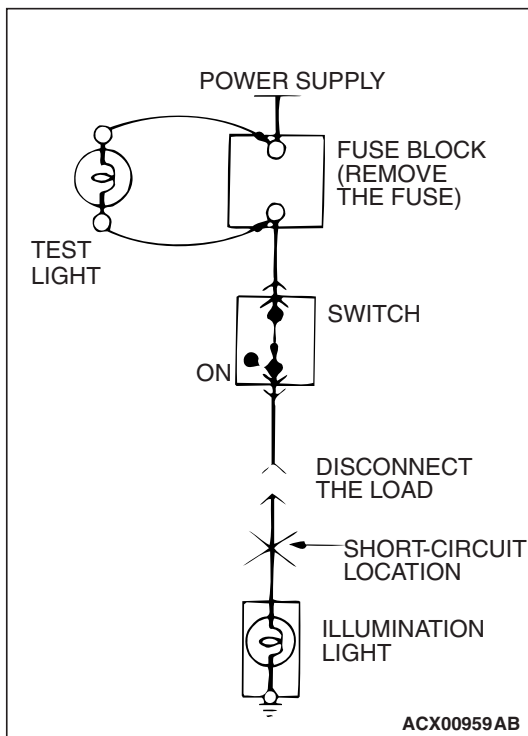 POWER SUPPLY
FUSE BLOCK
(REMOVE
THE FUSE)
TEST
LIGHT
SWITCH
ON
DISCONNECT
THE LOAD
SHORT-CIRCUIT
LOCATION
ILLUMINATION
LIGHT
ACX00959AB